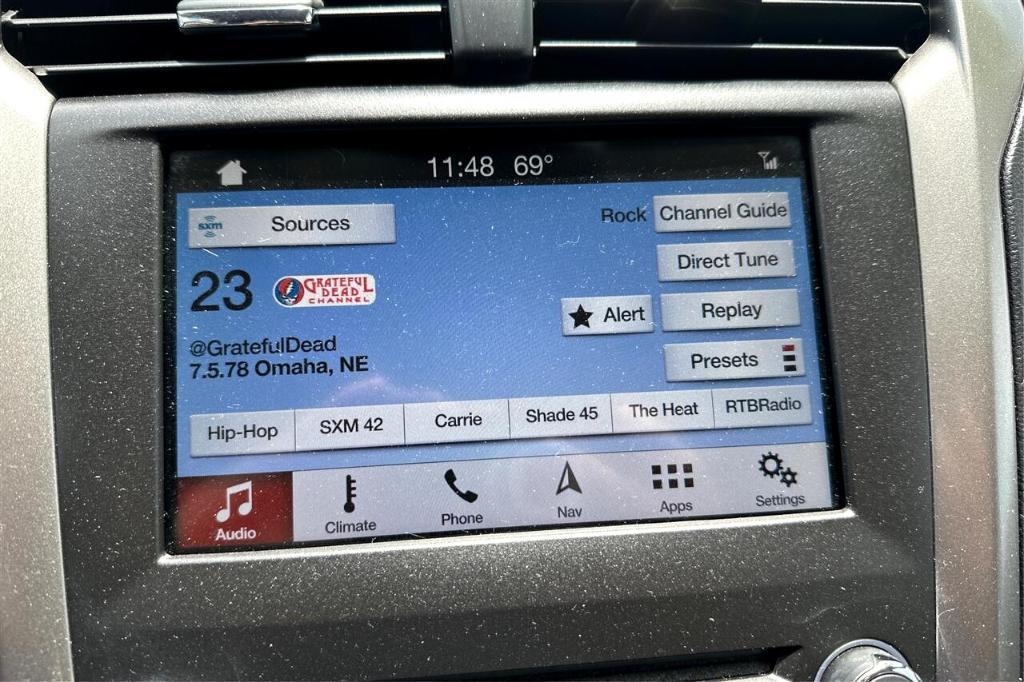 11:48 69°
sxm Sources
Rock Channel Guide
23 GRATEFUL
DEAD
CHANNEL
Direct Tune
Alert Replay
@GratefulDead
7.5.78 Omaha, NE
Presets
Hip-Hop SXM 42 Carrie Shade 45 The Heat RTBRadio
Audio Climate Phone Nav Apps Settings